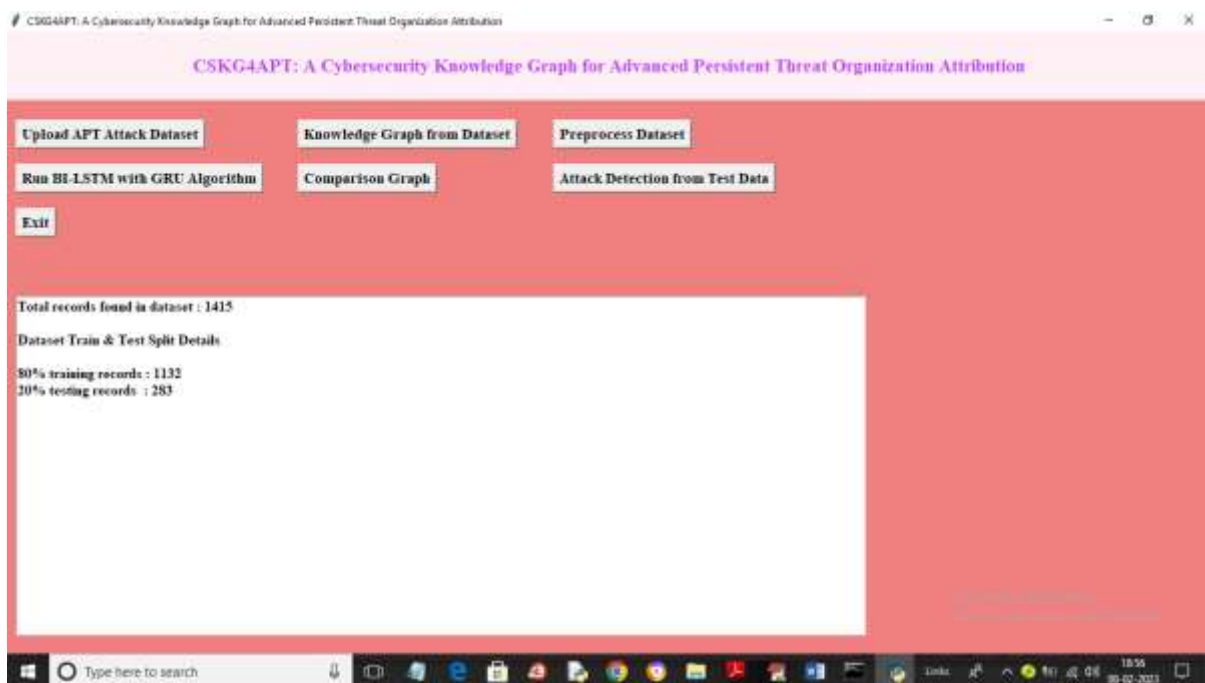 CSKG4APT: A Cybersecurity Knowledge Graph for Advanced Persistent Threat Organization Attribution
CSKG4APT: A Cybersecurity Knowledge Graph for Advanced Persistent Threat Organization Attribution
Upload APT Attack Dataset
Knowledge Graph from Dataset
Preprocess Dataset
Run BI-LSTM with GRU Algorithm
Comparison Graph
Attack Detection from Test Data
Exit
Total records found in dataset : 1415
Dataset Train & Test Split Details
80% training records : 1132
20% testing records : 283
Type here to search
Links
18:56